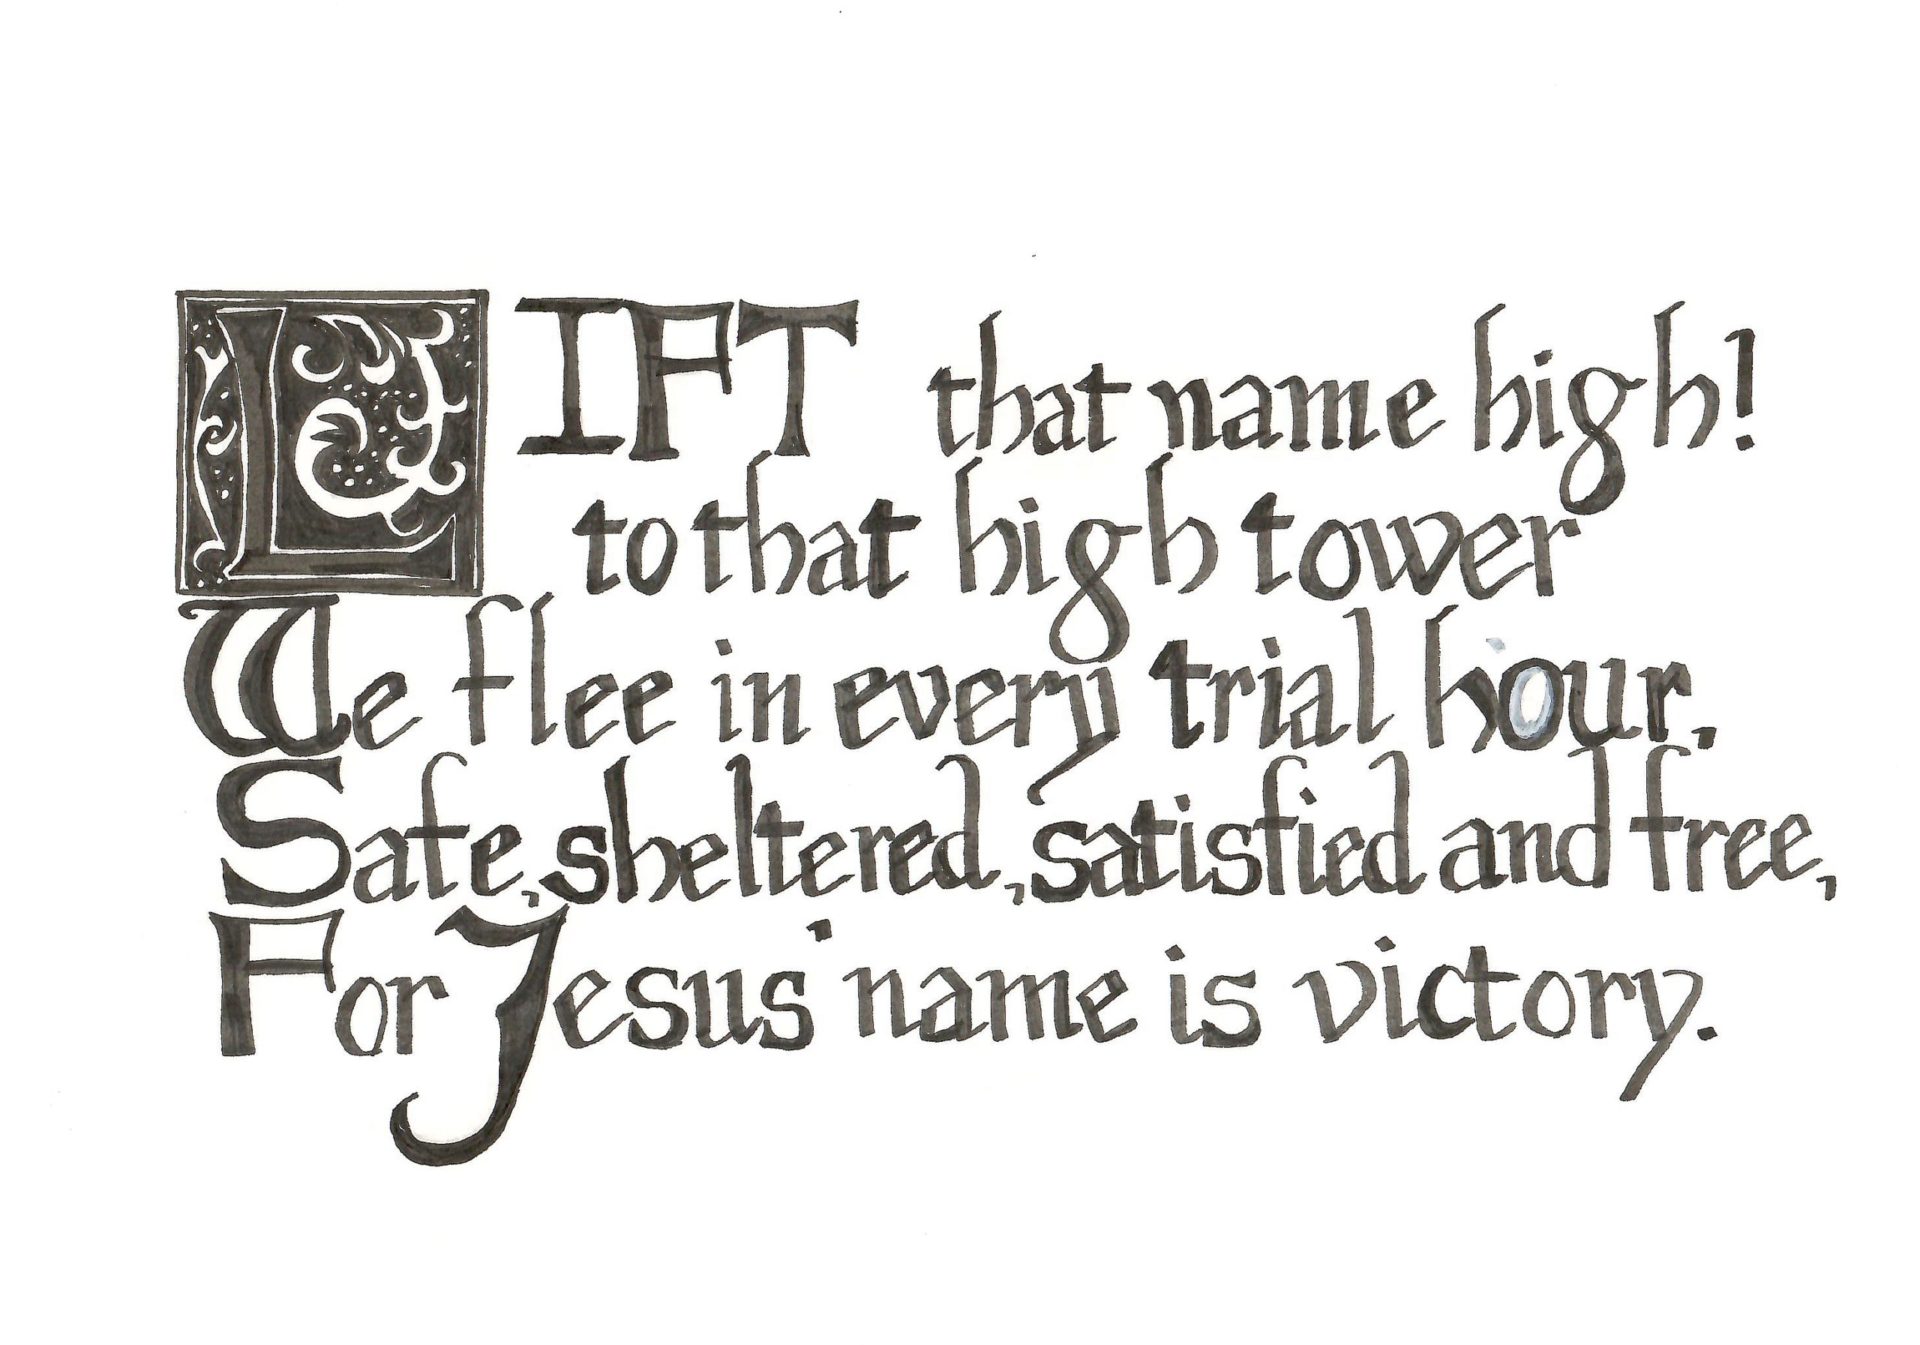 LIFT that name high!
to that high tower
We flee in every trial hour.
Safe, sheltered, satisfied and free,
For Jesus' name is victory.